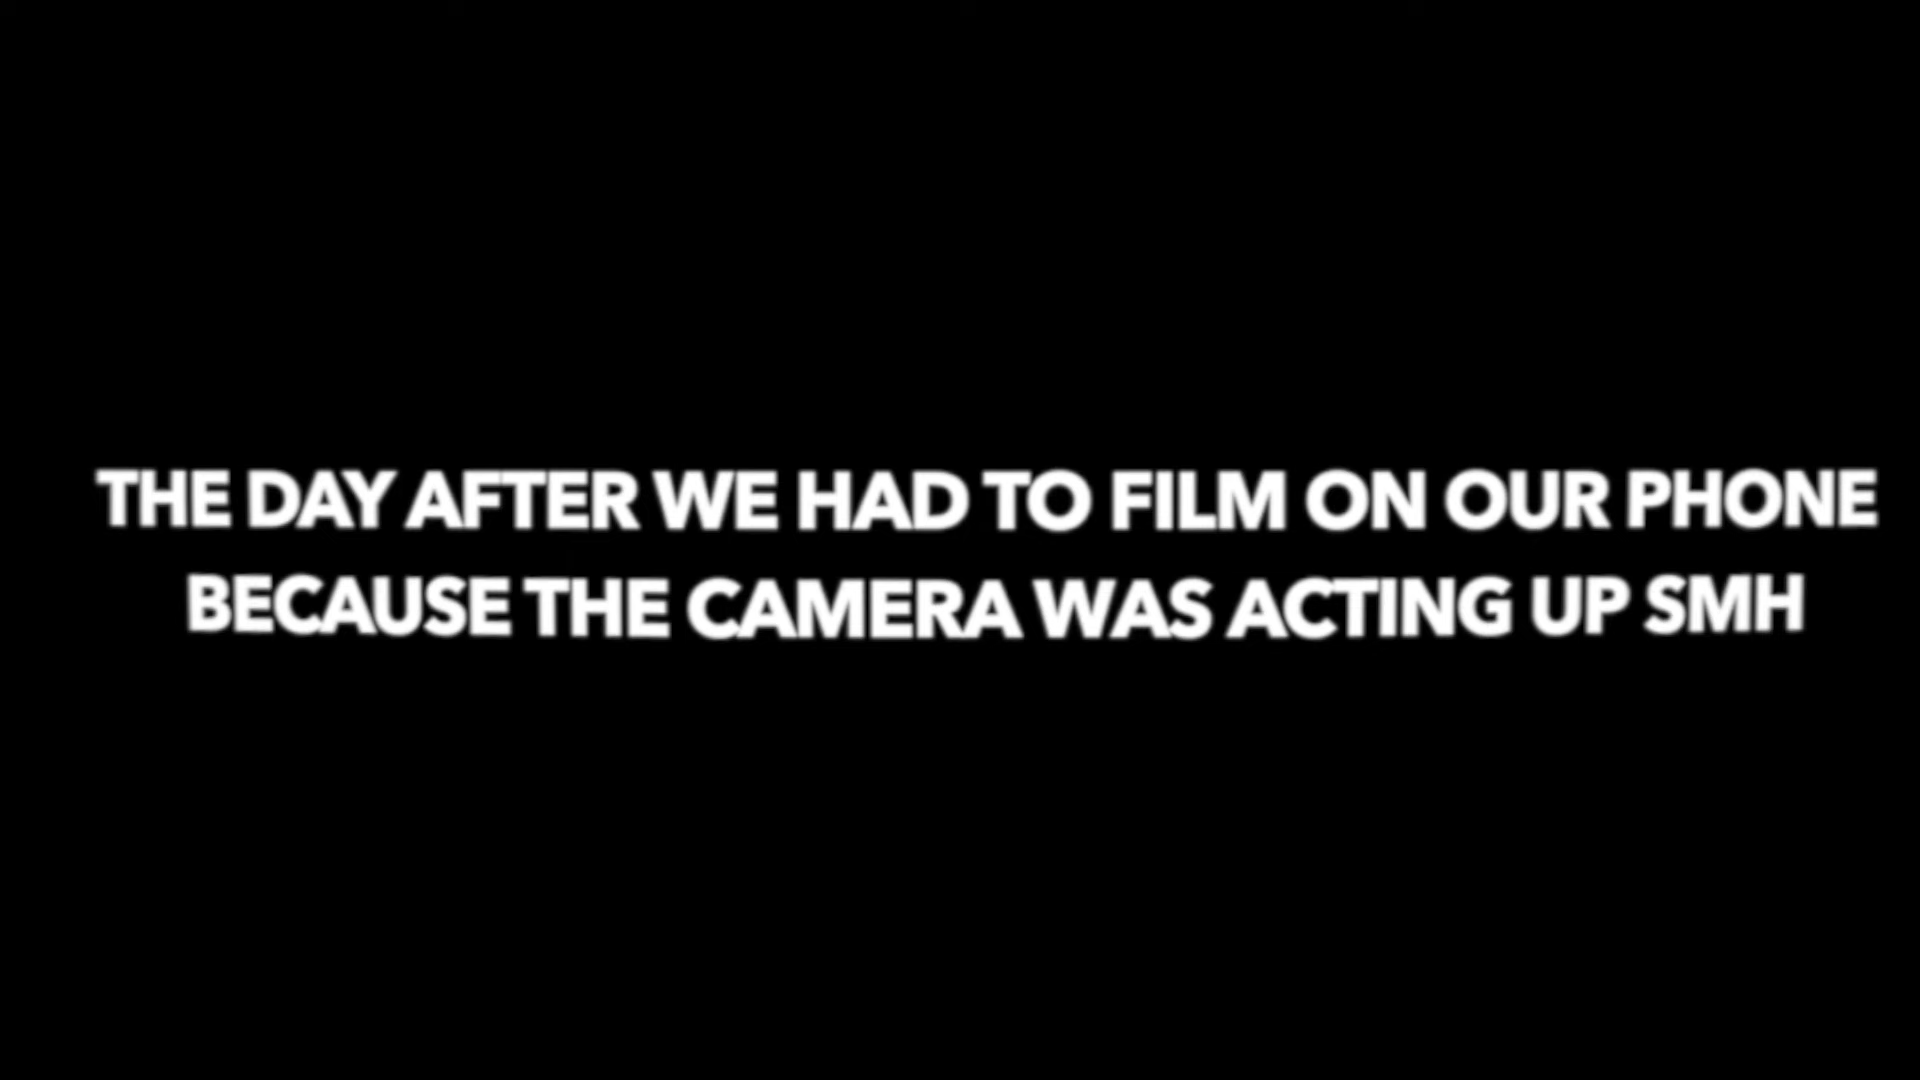 THE DAY AFTER WE HAD TO FILM ON OUR PHONE
BECAUSE THE CAMERA WAS ACTING UP SMH